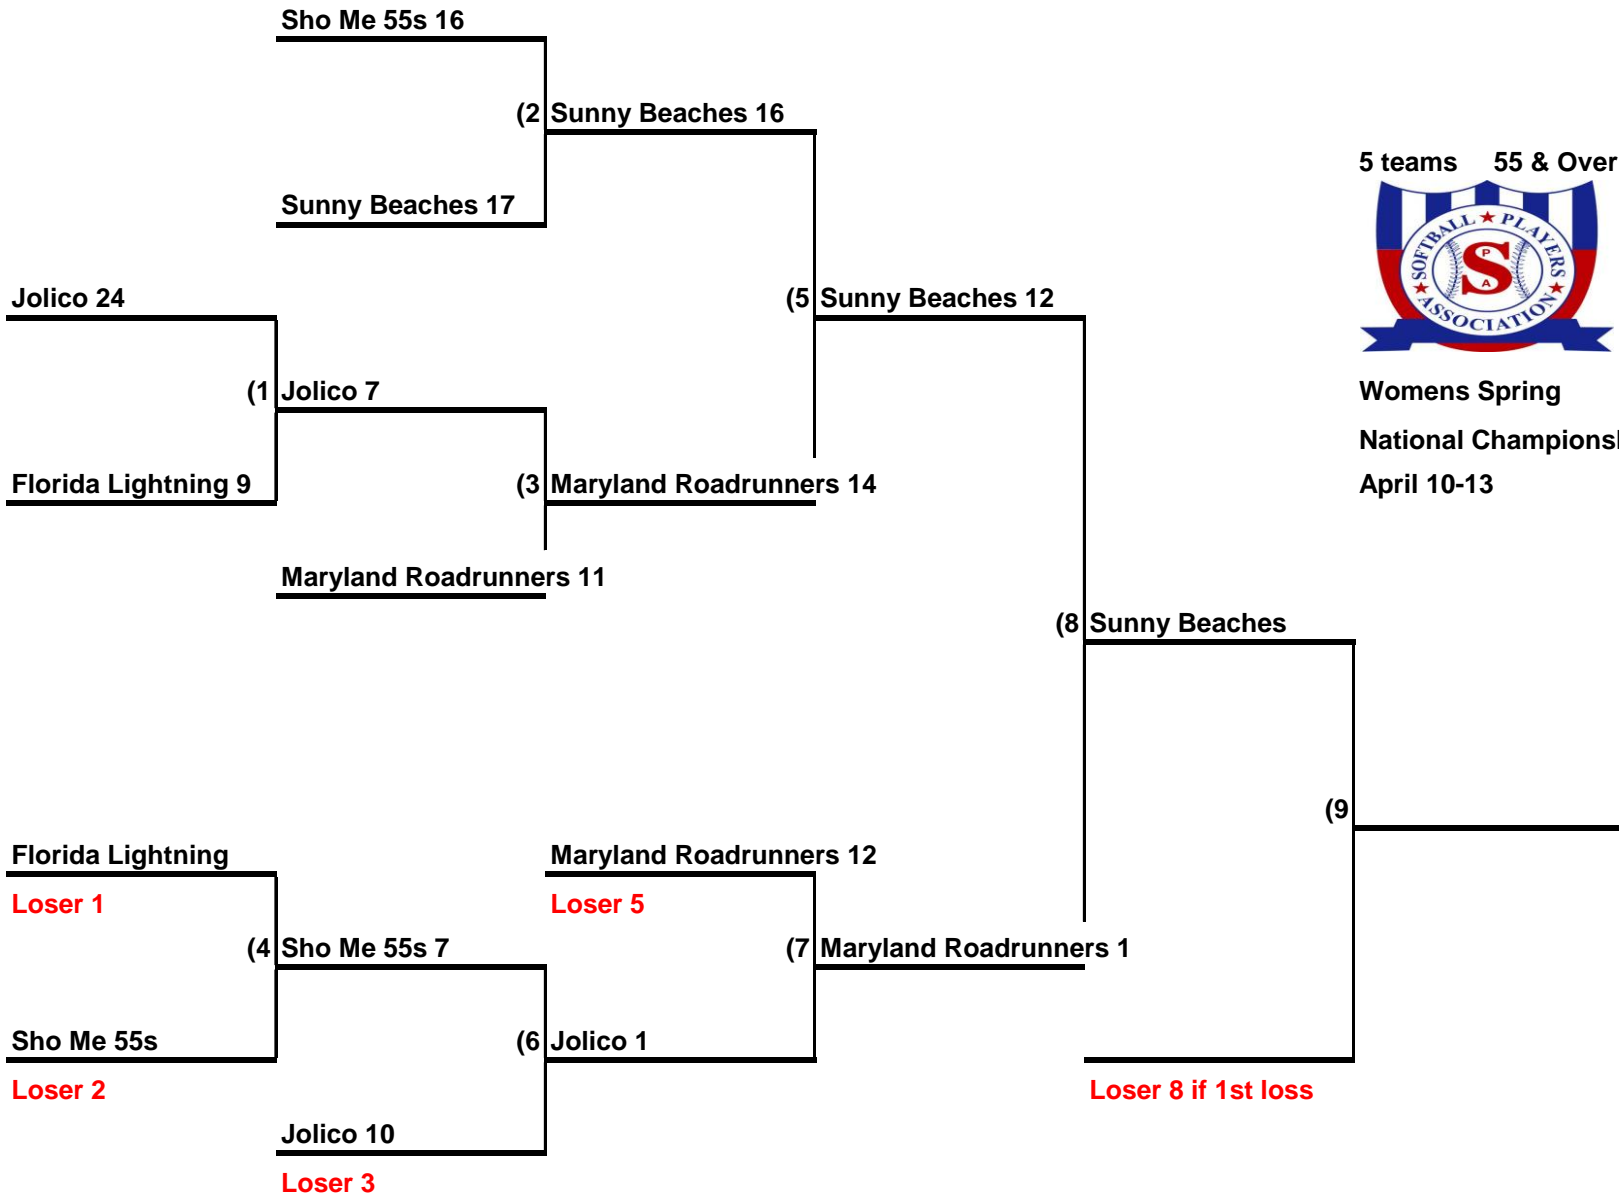 Sho Me 55s 16
(2 Sunny Beaches 16
5 teams 55 & Over
Sunny Beaches 17
SOFTBALL ★ PLAYERS ★ ASSOCIATION ★
S
P
A
Jolico 24
(5 Sunny Beaches 12
(1 Jolico 7
Womens Spring
National Champions
Florida Lightning 9
(3 Maryland Roadrunners 14
April 10-13
Maryland Roadrunners 11
(8 Sunny Beaches
(9
Florida Lightning
Maryland Roadrunners 12
Loser 1
Loser 5
(4 Sho Me 55s 7
(7 Maryland Roadrunners 1
Sho Me 55s
(6 Jolico 1
Loser 2
Loser 8 if 1st loss
Jolico 10
Loser 3